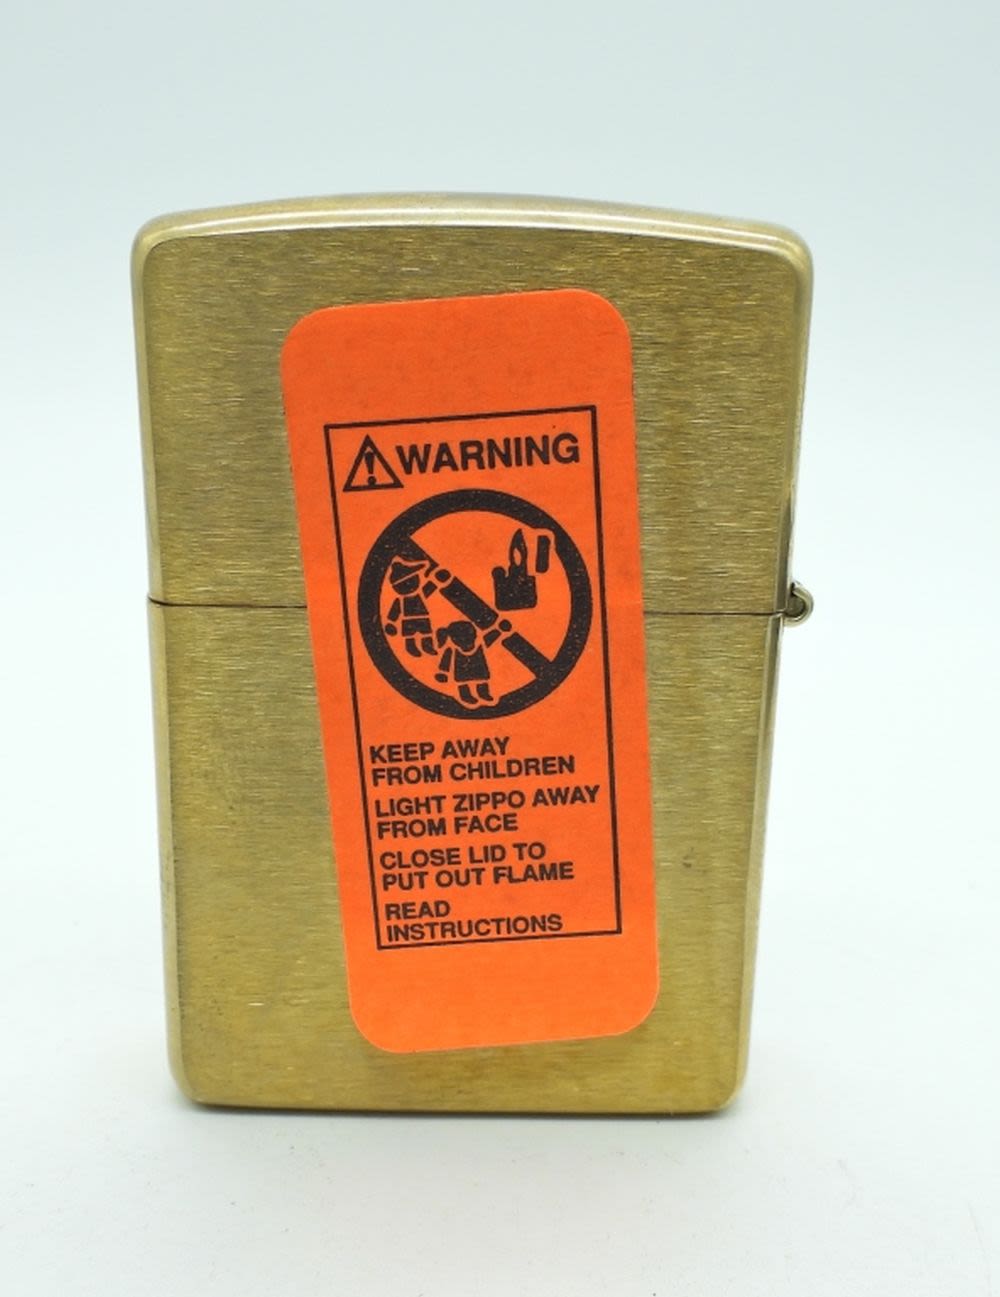 WARNING
KEEP AWAY
FROM CHILDREN
LIGHT ZIPPO AWAY
FROM FACE
CLOSE LID TO
PUT OUT FLAME
READ
INSTRUCTIONS